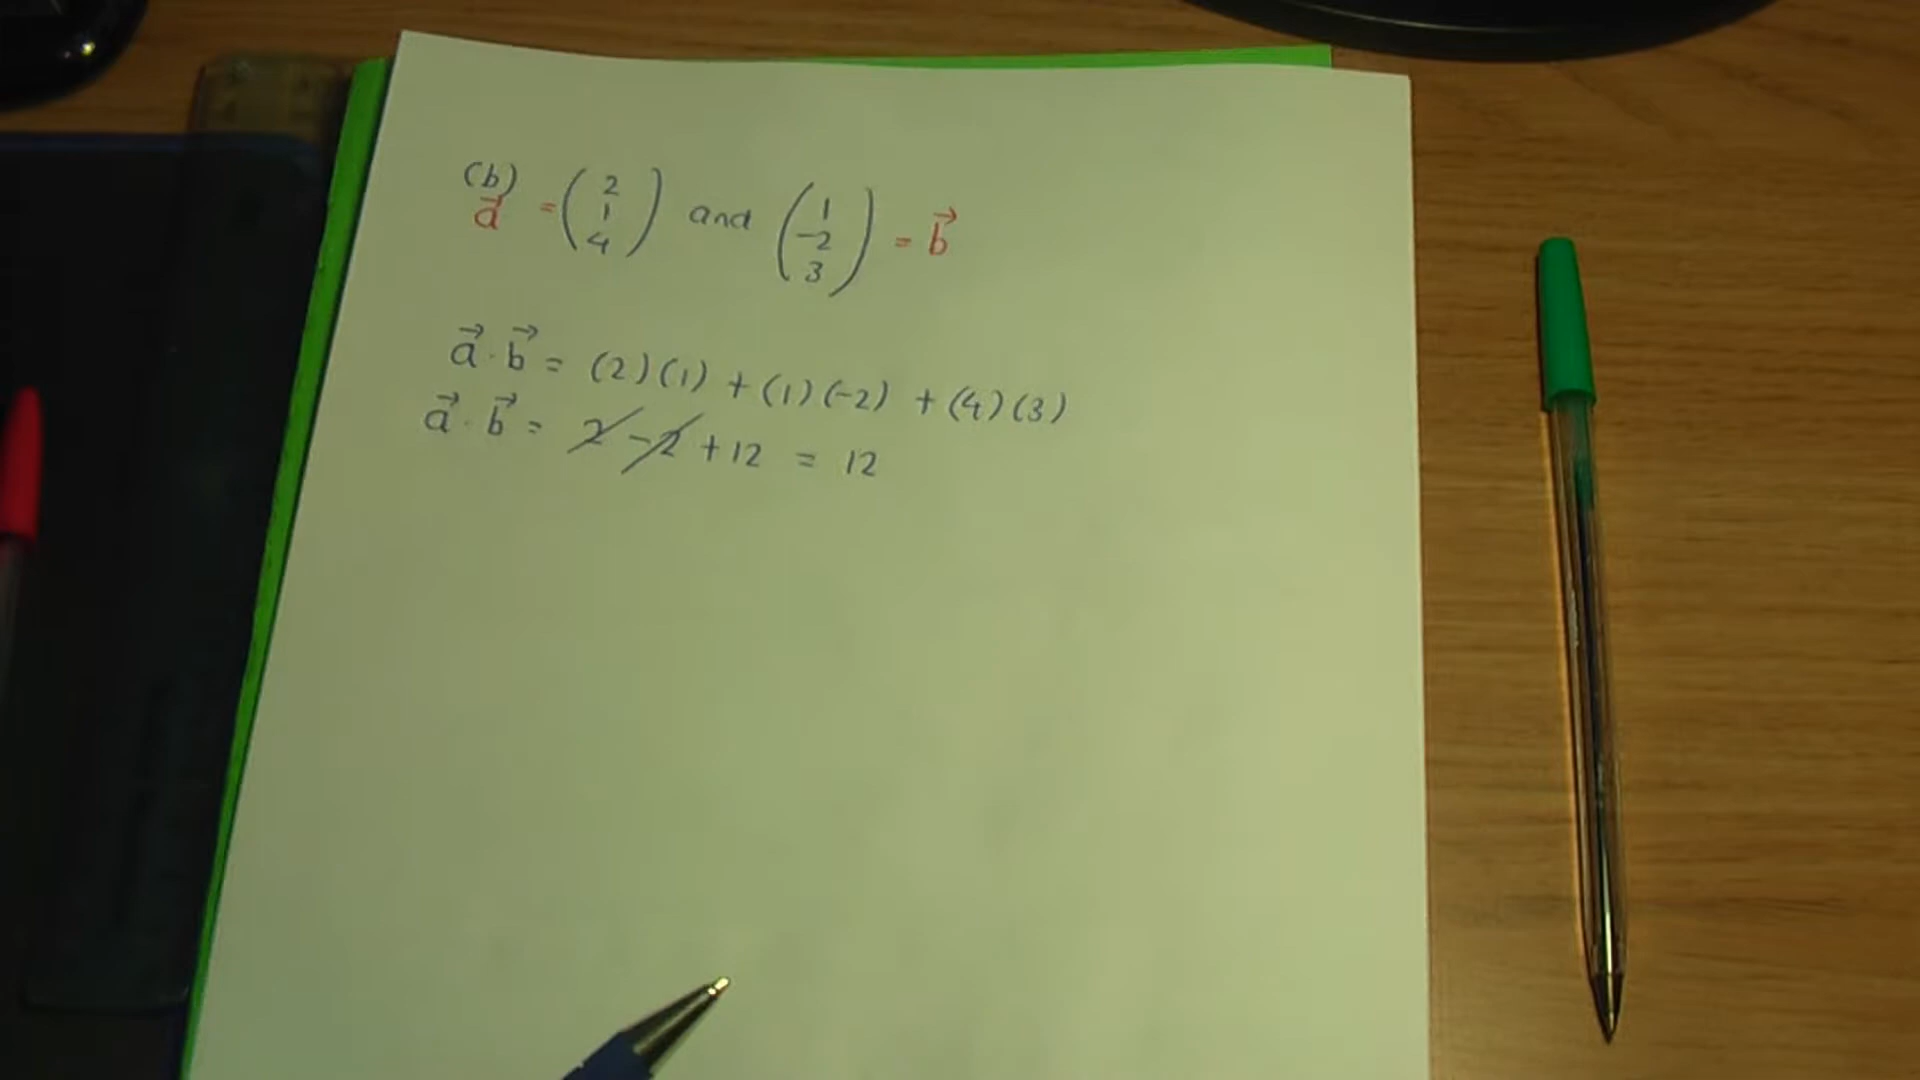 (b)
a⃗ = (2 1 4) and (1 -2 3) = b⃗
a⃗ · b⃗ = (2)(1) + (1)(-2) + (4)(3)
a⃗ · b⃗ = 2 - 2 + 12 = 12